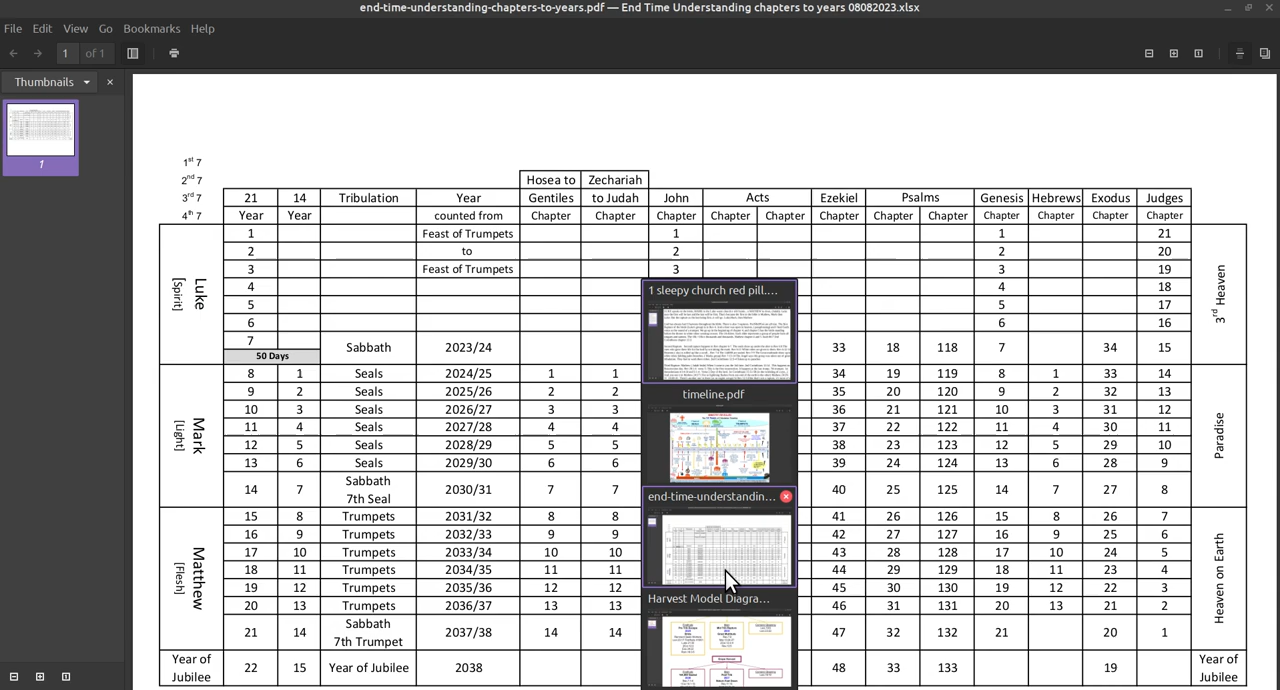 end-time-understanding-chapters-to-years.pdf — End Time Understanding chapters to years 08082023.xlsx
File Edit View Go Bookmarks Help
1 of 1
Thumbnails
1
1st 7
2nd 7 Hosea to Zechariah
3rd 7 21 14 Tribulation Year Gentiles to Judah John Acts Ezekiel Psalms Genesis Hebrews Exodus Judges
4th 7 Year Year counted from Chapter Chapter Chapter Chapter Chapter Chapter Chapter Chapter Chapter Chapter Chapter Chapter
Luke
[Spirit]
3rd Heaven
1 Feast of Trumpets 1 1 21
2 to 2 2 20
3 Feast of Trumpets 3 3 19
4 4 18
5 5 17
6 6 16
7 Sabbath 2023/24 33 18 118 7 34 15
50 Days
Mark
[Light]
Paradise
8 1 Seals 2024/25 1 1 34 19 119 8 1 33 14
9 2 Seals 2025/26 2 2 35 20 120 9 2 32 13
10 3 Seals 2026/27 3 3 36 21 121 10 3 31 12
11 4 Seals 2027/28 4 4 37 22 122 11 4 30 11
12 5 Seals 2028/29 5 5 38 23 123 12 5 29 10
13 6 Seals 2029/30 6 6 39 24 124 13 6 28 9
14 7 Sabbath 7th Seal 2030/31 7 7 40 25 125 14 7 27 8
Matthew
[Flesh]
Heaven on Earth
15 8 Trumpets 2031/32 8 8 41 26 126 15 8 26 7
16 9 Trumpets 2032/33 9 9 42 27 127 16 9 25 6
17 10 Trumpets 2033/34 10 10 43 28 128 17 10 24 5
18 11 Trumpets 2034/35 11 11 44 29 129 18 11 23 4
19 12 Trumpets 2035/36 12 12 45 30 130 19 12 22 3
20 13 Trumpets 2036/37 13 13 46 31 131 20 13 21 2
21 14 Sabbath 7th Trumpet 2037/38 14 14 47 32 132 21 20 1
Year of Jubilee 22 15 Year of Jubilee 2038 48 33 133 19 Year of Jubilee
1 sleepy church red pill....
timeline.pdf
end-time-understandin...
Harvest Model Diagra...